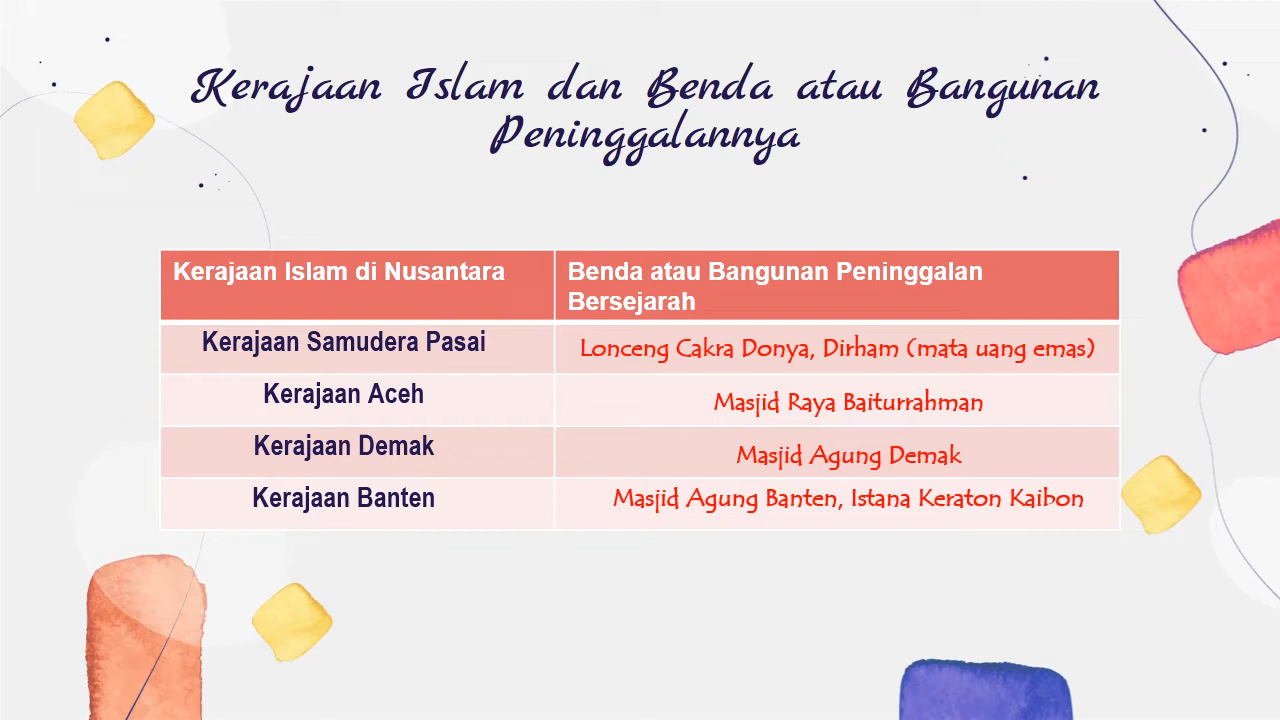 Kerajaan Islam dan Benda atau Bangunan
Peninggalannya
Kerajaan Islam di Nusantara
Benda atau Bangunan Peninggalan
Bersejarah
Kerajaan Samudera Pasai
Lonceng Cakra Donya, Dirham (mata uang emas)
Kerajaan Aceh
Masjid Raya Baiturrahman
Kerajaan Demak
Masjid Agung Demak
Kerajaan Banten
Masjid Agung Banten, Istana Keraton Kaibon